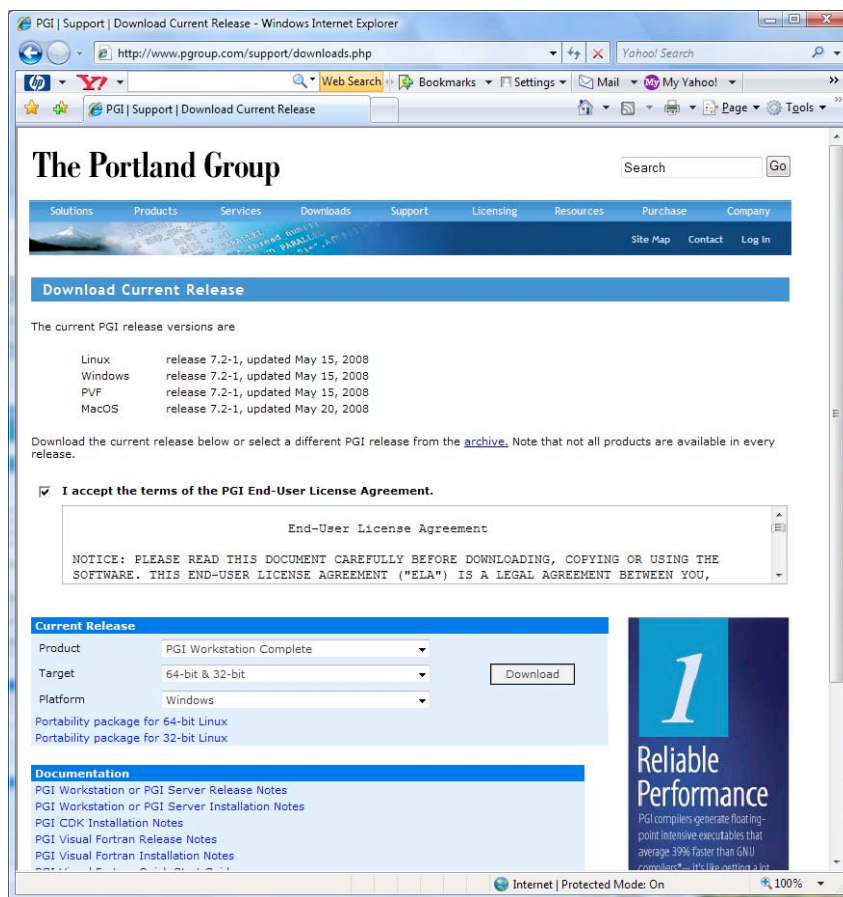 PGI | Support | Download Current Release - Windows Internet Explorer
http://www.pgroup.com/support/downloads.php
Yahoo! Search
hp
Y!
Web Search
Bookmarks
Settings
Mail
My
My Yahoo!
PGI | Support | Download Current Release
Page
Tools
The Portland Group
Search
Go
Solutions Products Services Downloads Support Licensing Resources Purchase Company
Site Map Contact Log In
Download Current Release
The current PGI release versions are
Linux release 7.2-1, updated May 15, 2008
Windows release 7.2-1, updated May 15, 2008
PVF release 7.2-1, updated May 15, 2008
MacOS release 7.2-1, updated May 20, 2008
Download the current release below or select a different PGI release from the archive. Note that not all products are available in every
release.
I accept the terms of the PGI End-User License Agreement.
End-User License Agreement
NOTICE: PLEASE READ THIS DOCUMENT CAREFULLY BEFORE DOWNLOADING, COPYING OR USING THE
SOFTWARE. THIS END-USER LICENSE AGREEMENT ("ELA") IS A LEGAL AGREEMENT BETWEEN YOU,
Current Release
Product PGI Workstation Complete
Target 64-bit & 32-bit
Download
Platform Windows
Portability package for 64-bit Linux
Portability package for 32-bit Linux
Documentation
PGI Workstation or PGI Server Release Notes
PGI Workstation or PGI Server Installation Notes
PGI CDK Installation Notes
PGI Visual Fortran Release Notes
PGI Visual Fortran Installation Notes
1
Reliable
Performance
PGI compilers generate floating-
point intensive executables that
average 39% faster than GNU
compilers*— it's like getting a lot
Internet | Protected Mode: On
100%